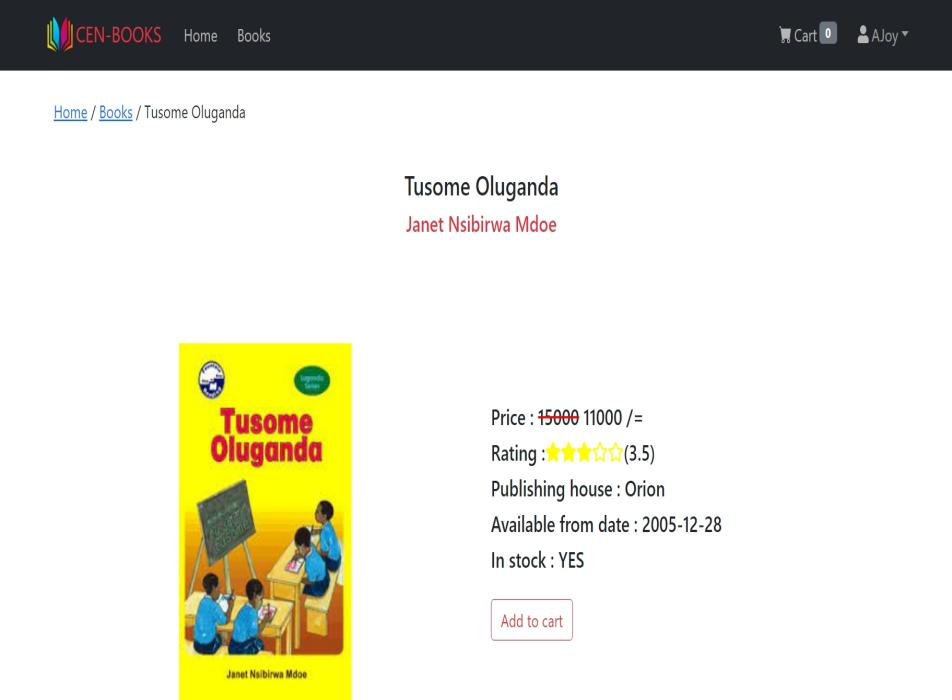 CEN-BOOKS Home Books Cart 0 AJoy
Home / Books / Tusome Oluganda
Tusome Oluganda
Janet Nsibirwa Mdoe
Luganda
Series
Tusome
Oluganda
Janet Nsibirwa Mdoe
Price : 15000 11000 /=
Rating :(3.5)
Publishing house : Orion
Available from date : 2005-12-28
In stock : YES
Add to cart